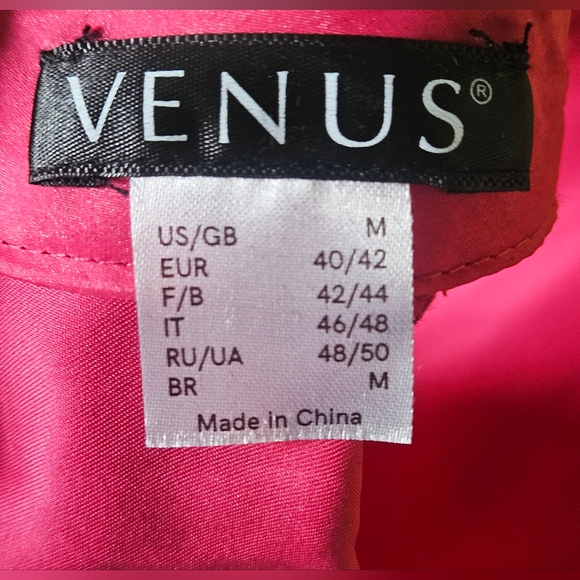 VENUS®
US/GB M
EUR 40/42
F/B 42/44
IT 46/48
RU/UA 48/50
BR M
Made in China